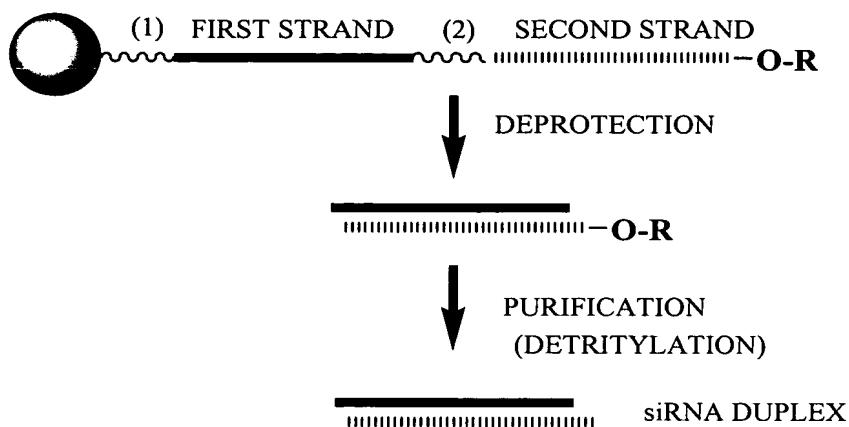 (1) FIRST STRAND (2) SECOND STRAND
O-R
DEPROTECTION
O-R
PURIFICATION
(DETRITYLATION)
siRNA DUPLEX